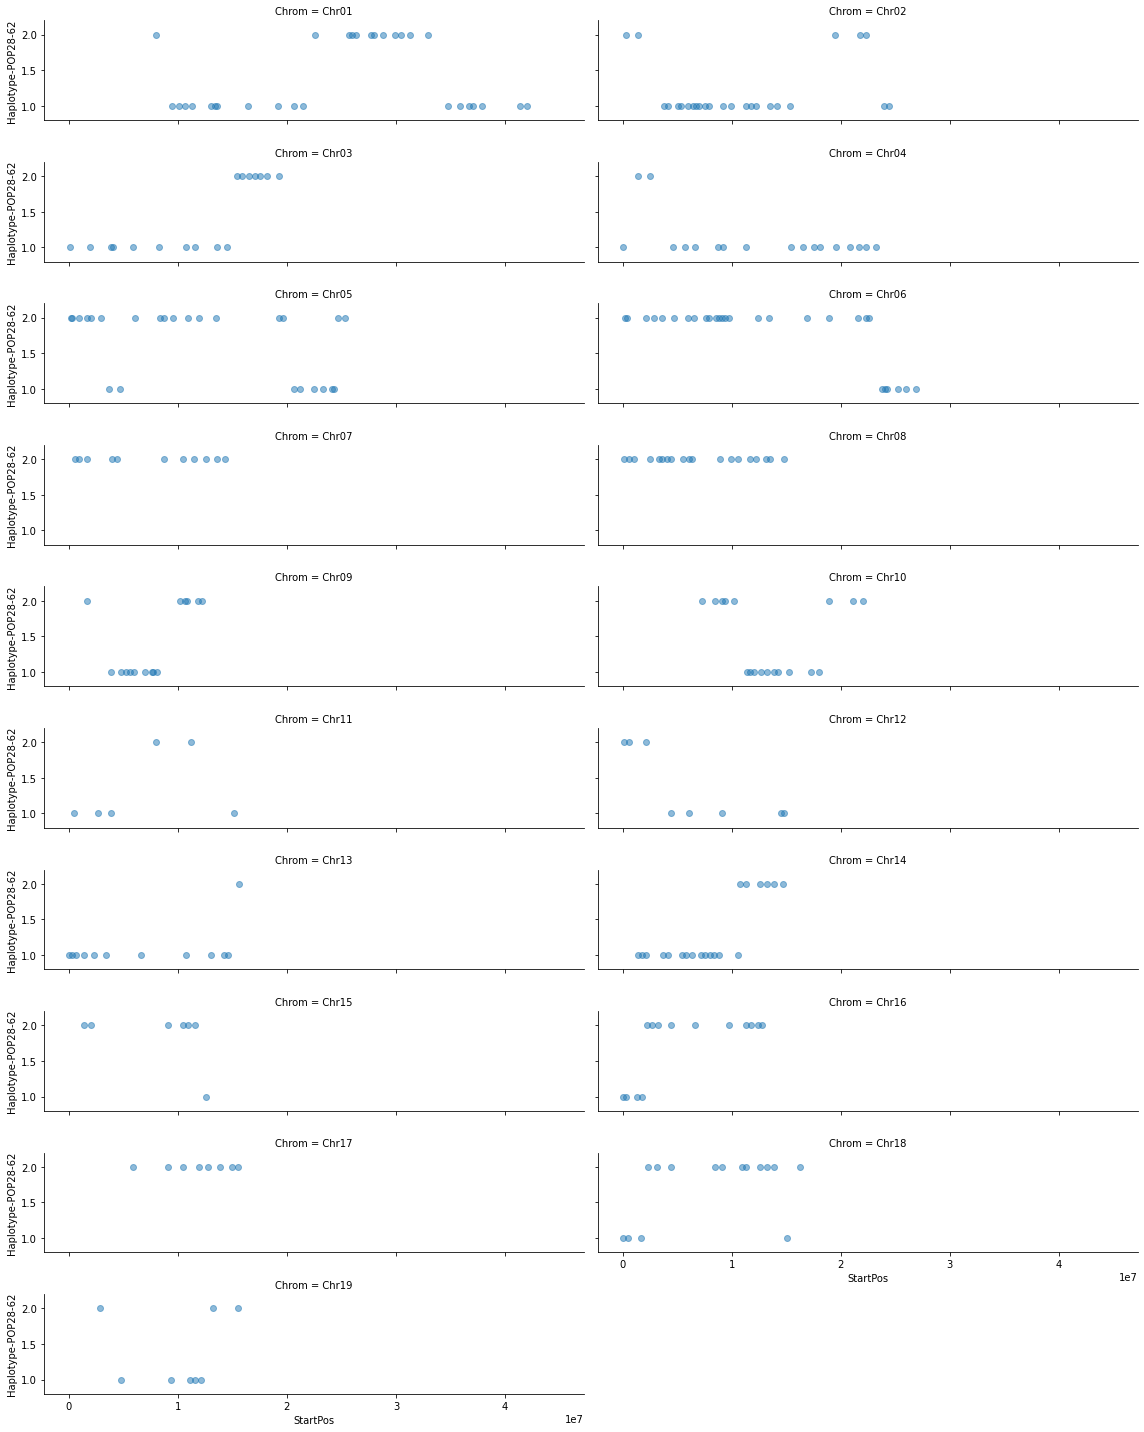 Chrom = Chr01 Chrom = Chr02
Haplotype-POP28-62
2.0
1.5
1.0
Chrom = Chr03 Chrom = Chr04
Haplotype-POP28-62
2.0
1.5
1.0
Chrom = Chr05 Chrom = Chr06
Haplotype-POP28-62
2.0
1.5
1.0
Chrom = Chr07 Chrom = Chr08
Haplotype-POP28-62
2.0
1.5
1.0
Chrom = Chr09 Chrom = Chr10
Haplotype-POP28-62
2.0
1.5
1.0
Chrom = Chr11 Chrom = Chr12
Haplotype-POP28-62
2.0
1.5
1.0
Chrom = Chr13 Chrom = Chr14
Haplotype-POP28-62
2.0
1.5
1.0
Chrom = Chr15 Chrom = Chr16
Haplotype-POP28-62
2.0
1.5
1.0
Chrom = Chr17 Chrom = Chr18
Haplotype-POP28-62
2.0
1.5
1.0
0 1 2 3 4
StartPos 1e7
Chrom = Chr19
Haplotype-POP28-62
2.0
1.5
1.0
0 1 2 3 4
StartPos 1e7